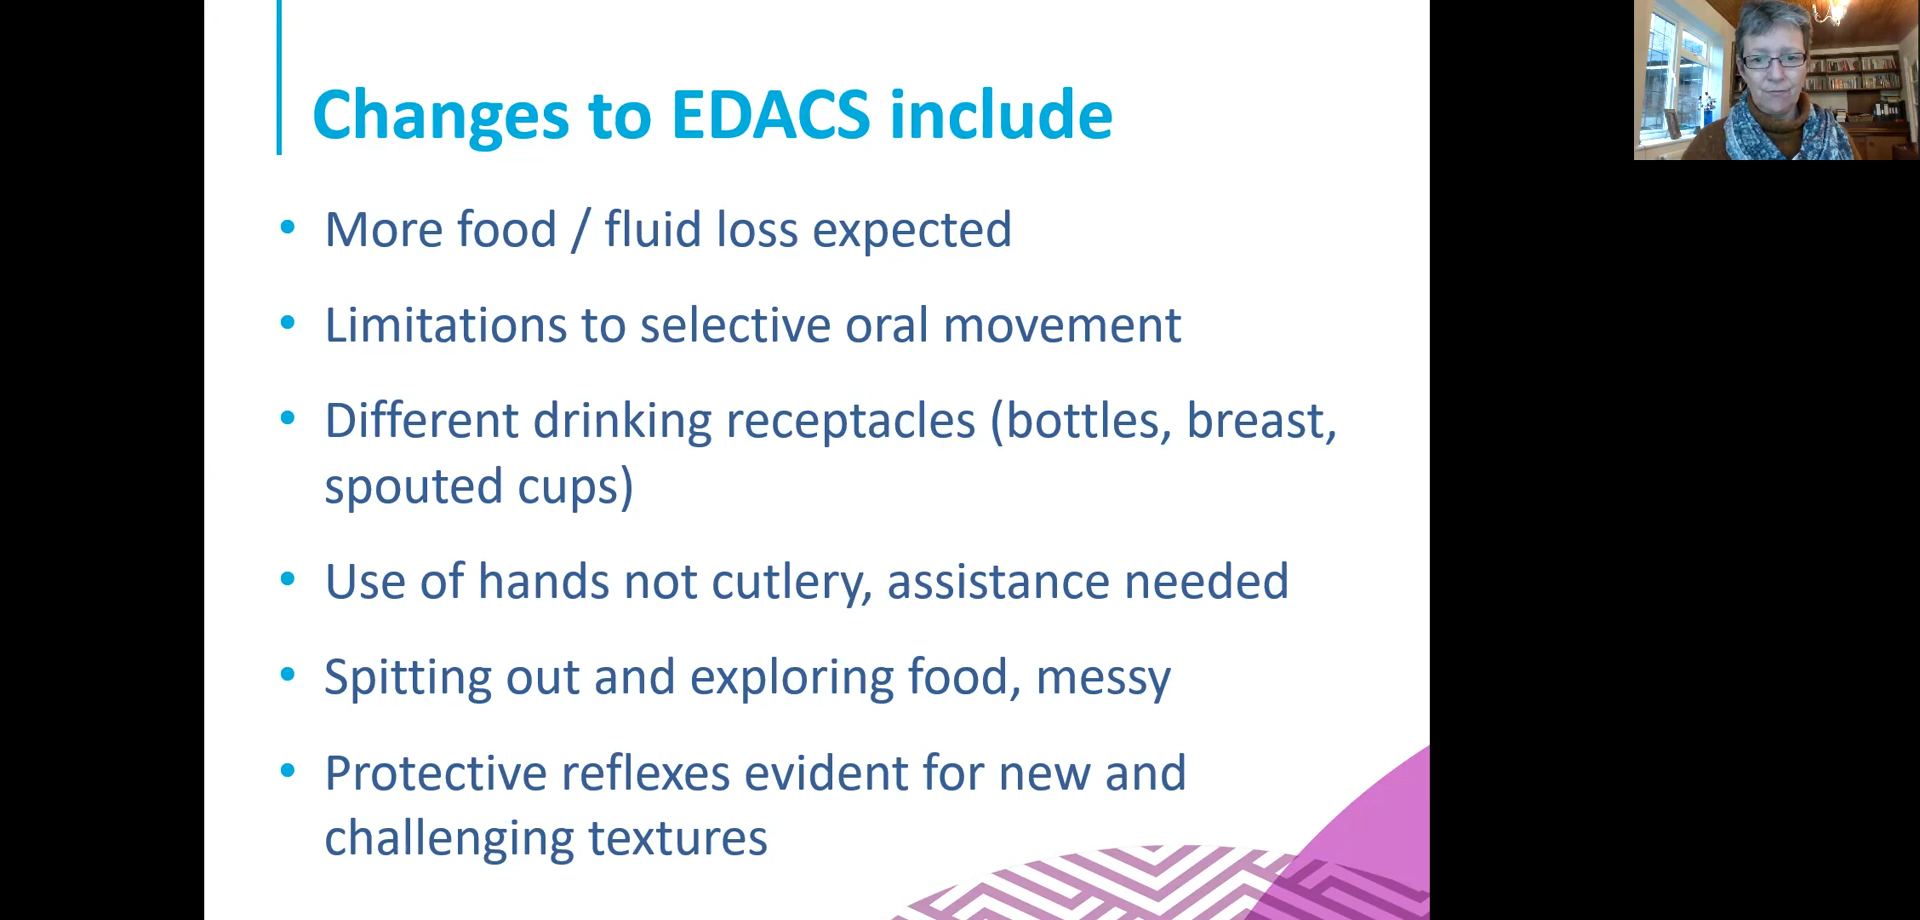 Changes to EDACS include
• More food / fluid loss expected
• Limitations to selective oral movement
• Different drinking receptacles (bottles, breast,
spouted cups)
• Use of hands not cutlery, assistance needed
• Spitting out and exploring food, messy
• Protective reflexes evident for new and
challenging textures